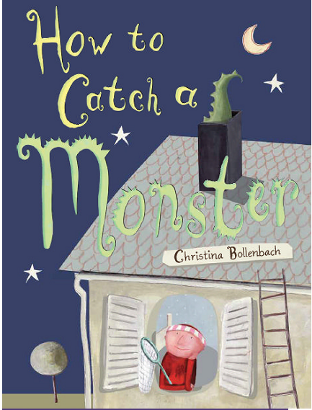 How to
Catch a
Monster
Christina Bollenbach